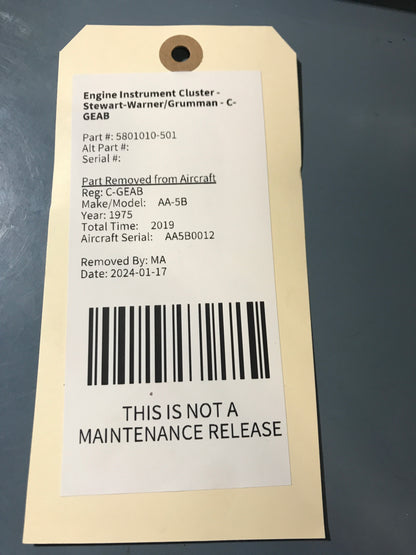 Engine Instrument Cluster -
Stewart-Warner/Grumman - C-
GEAB
Part #: 5801010-501
Alt Part #:
Serial #:
Part Removed from Aircraft
Reg: C-GEAB
Make/Model: AA-5B
Year: 1975
Total Time: 2019
Aircraft Serial: AA5B0012
Removed By: MA
Date: 2024-01-17
THIS IS NOT A
MAINTENANCE RELEASE